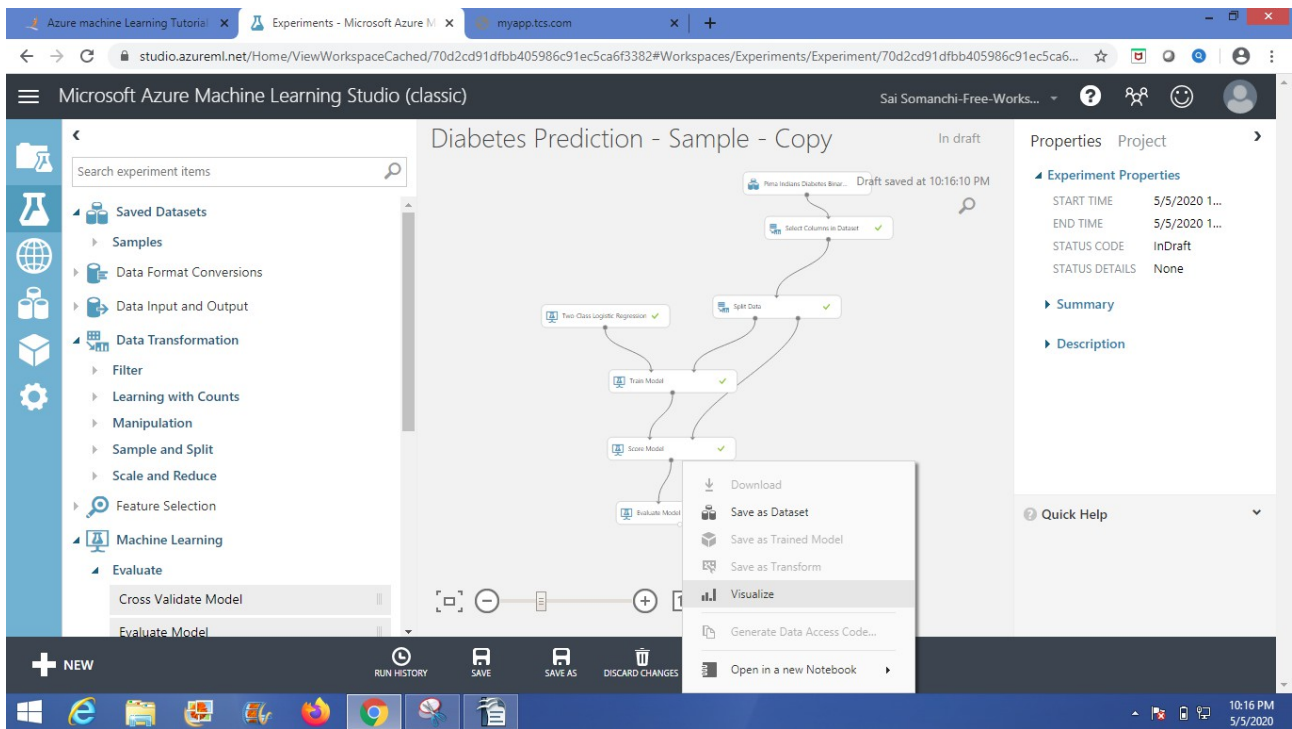 Azure machine Learning Tutorial
Experiments - Microsoft Azure M
myapp.tcs.com
studio.azureml.net/Home/ViewWorkspaceCached/70d2cd91dfbb405986c91ec5ca6f3382#Workspaces/Experiments/Experiment/70d2cd91dfbb405986c91ec5ca6...
Microsoft Azure Machine Learning Studio (classic)
Sai Somanchi-Free-Works...
Search experiment items
Saved Datasets
Samples
Data Format Conversions
Data Input and Output
Data Transformation
Filter
Learning with Counts
Manipulation
Sample and Split
Scale and Reduce
Feature Selection
Machine Learning
Evaluate
Cross Validate Model
Evaluate Model
Diabetes Prediction - Sample - Copy
In draft
Draft saved at 10:16:10 PM
Pima Indians Diabetes Binar...
Select Columns in Dataset
Split Data
Two Class Logistic Regression
Train Model
Score Model
Evaluate Model
Download
Save as Dataset
Save as Trained Model
Save as Transform
Visualize
Generate Data Access Code...
Open in a new Notebook
Properties Project
Experiment Properties
START TIME 5/5/2020 1...
END TIME 5/5/2020 1...
STATUS CODE InDraft
STATUS DETAILS None
Summary
Description
Quick Help
NEW
RUN HISTORY
SAVE
SAVE AS
DISCARD CHANGES
10:16 PM
5/5/2020